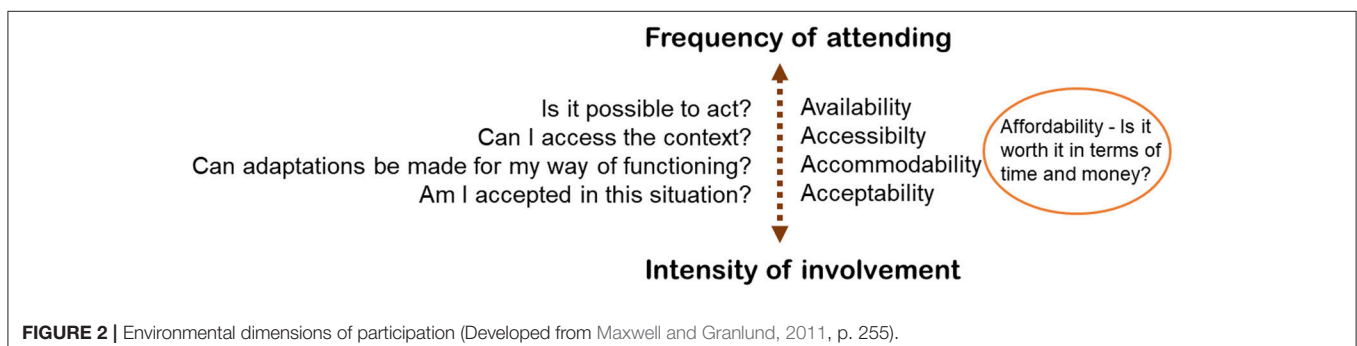 Frequency of attending
Is it possible to act?
Can I access the context?
Can adaptations be made for my way of functioning?
Am I accepted in this situation?
Availability
Accessibilty
Accommodability
Acceptability
Affordability - Is it
worth it in terms of
time and money?
Intensity of involvement
FIGURE 2 | Environmental dimensions of participation (Developed from Maxwell and Granlund, 2011, p. 255).